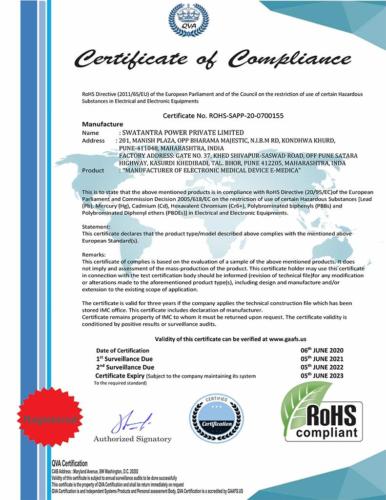 QVA
Certificate of Compliance
RoHS Directive (2011/65/EU) of the European Parliament and of the Council on the restriction of use of certain Hazardous
Substances in Electrical and Electronic Equipments
Certificate No. ROHS-SAPP-20-0700155
Manufacture
Name : SWATANTRA POWER PRIVATE LIMITED
Address : 201, MANISH PLAZA, OPP BHARAMA MAJESTIC, N.I.B.M RD, KONDHWA KHURD,
PUNE-411048, MAHARASHTRA, INDIA
FACTORY ADDRESS: GATE NO. 37, KHED SHIVAPUR-SASWAD ROAD, OFF PUNE SATARA
HIGHWAY, KASURDI KHEDIRADI, TAL. BHOR, PUNE 412205, MAHARASHTRA, INDA
Product : "MANUFACTURER OF ELECTRONIC MEDICAL DEVICE E-MEDICA"
This is to state that the above mentioned products is in compliance with RoHS Directive (20/95/EC)of the European
Parliament and Commission Decision 2005/618/EC on the restriction of use of certain Hazardous Substances [Lead
(Pb), Mercury (Hg), Cadmium (Cd), Hexavalent Chromium (Cr6+), Polybrominated biphenyls (PBBs) and
Polybrominated Diphenyl ethers (PBDEs)] in Electrical and Electronic Equipments.
Statement:
This certificate declares that the product type/model described above complies with the mentioned above
European Standard(s).
Remarks:
This certificate of complies is based on the evaluation of a sample of the above mentioned products. It does
not imply and assessment of the mass-production of the product. This certificate holder may use this certificate
in connection with the test certification body should be informed (revision of technical file)for any modification
or alterations made to the aforementioned product type(s), including design and manufacture and/or
extension to the existing scope of application.
The certificate is valid for three years if the company applies the technical construction file which has been
stored IMC office. This certificate includes declaration of manufacturer.
Certificate remains property of IMC to whom it must be returned upon request. The certificate validity is
conditioned by positive results or surveillance audits.
Validity of this certificate can be verified at www.gaafs.us
Date of Certification 06th JUNE 2020
1st Surveillance Due 05th JUNE 2021
2nd Surveillance Due 05th JUNE 2022
Certificate Expiry (Subject to the company maintaining its system 05th JUNE 2023
To the required standard)
Registered
Authorized Signatory
CERTIFIED
Certification
RoHS
compliant
QVA Certification
CAB Address : Maryland Avenue, SW Washington, D.C. 20202
Validity of this certificate is subject to annual surveillance audits to be done successfully
This certificate is the property of QVA Certification and shall be return immediately on request
QVA Certification is and Independent Systems Products and Personal assessment Body. QVA Certification is a accredited by GAAFS.US